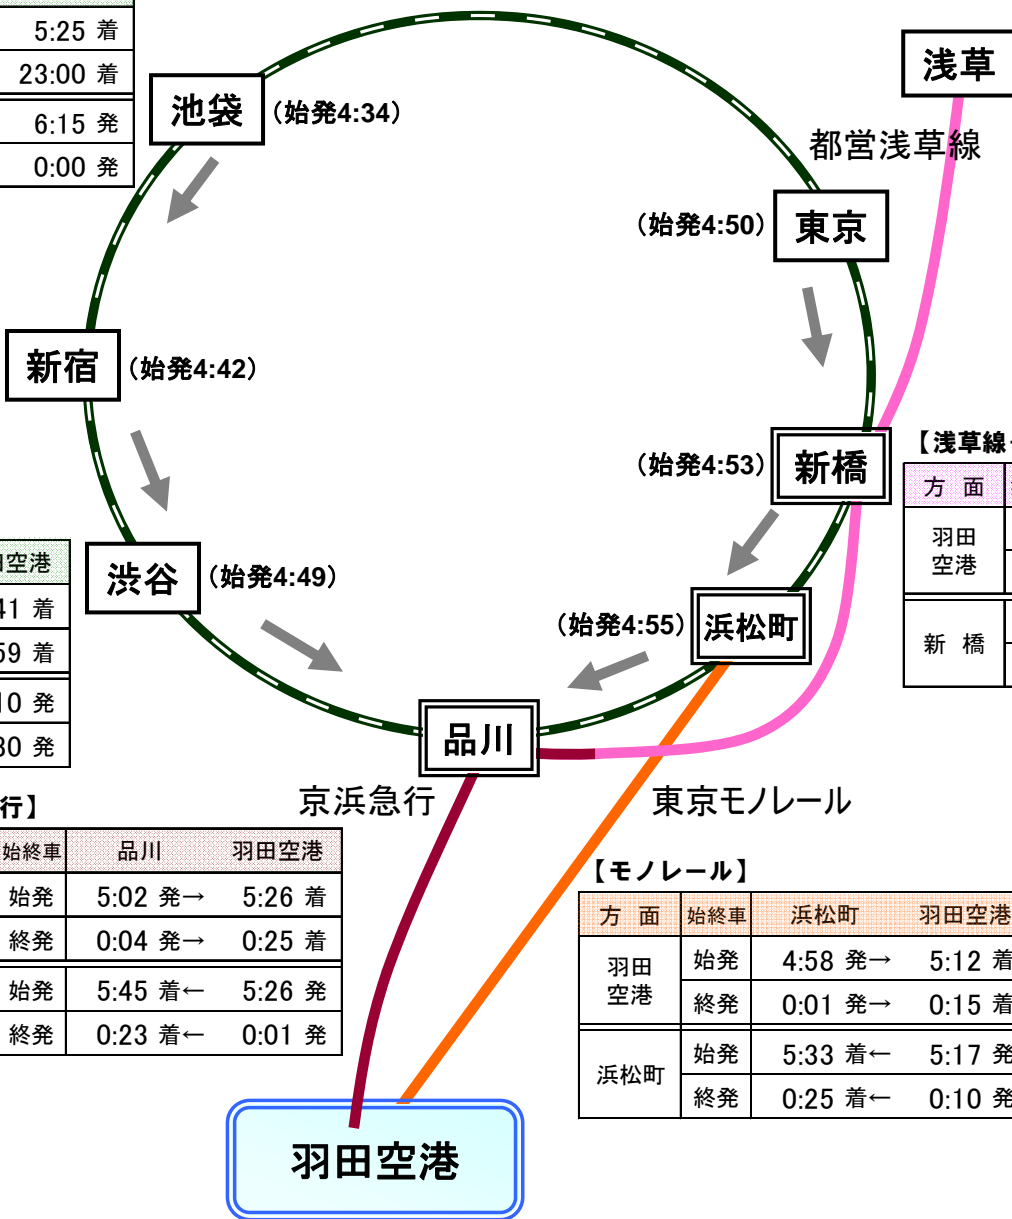 5:25 着
23:00 着
6:15 発
0:00 発
池袋
(始発4:34)
浅草
都営浅草線
東京
(始発4:50)
新宿
(始発4:42)
新橋
(始発4:53)
【浅草線
方 面
羽田
空港
新 橋
渋谷
(始発4:49)
浜松町
(始発4:55)
空港
41 着
59 着
10 発
30 発
品川
京浜急行
東京モノレール
行】
始終車 品川 羽田空港
始発 5:02 発→ 5:26 着
終発 0:04 発→ 0:25 着
始発 5:45 着← 5:26 発
終発 0:23 着← 0:01 発
【モノレール】
方 面 始終車 浜松町 羽田空港
羽田
空港
始発 4:58 発→ 5:12 着
終発 0:01 発→ 0:15 着
浜松町
始発 5:33 着← 5:17 発
終発 0:25 着← 0:10 発
羽田空港